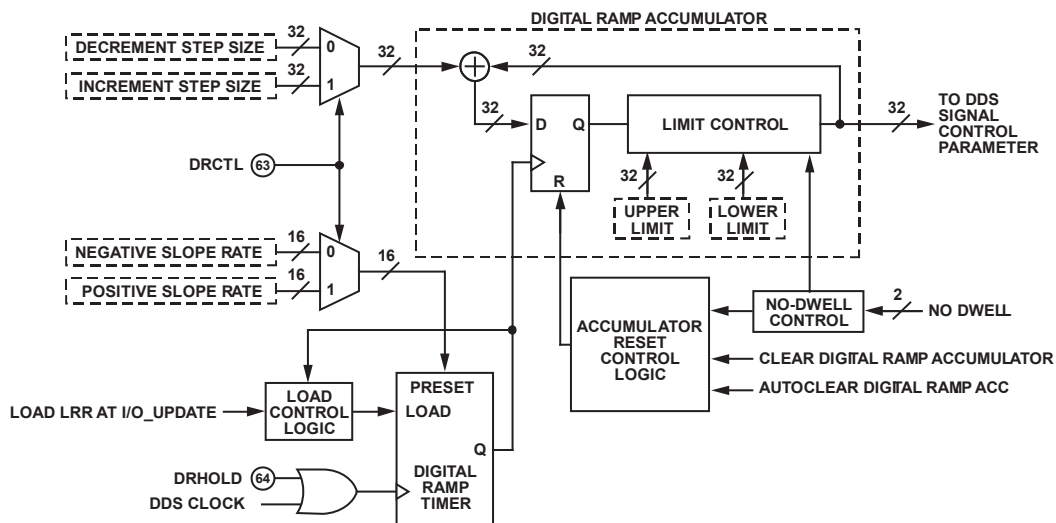 DIGITAL RAMP ACCUMULATOR
DECREMENT STEP SIZE
32
0
32
32
INCREMENT STEP SIZE
32
1
32
D
Q
LIMIT CONTROL
32
TO DDS
SIGNAL
CONTROL
PARAMETER
DRCTL
63
R
32
32
UPPER
LIMIT
LOWER
LIMIT
NEGATIVE SLOPE RATE
16
0
16
POSITIVE SLOPE RATE
16
1
ACCUMULATOR
RESET
CONTROL
LOGIC
NO-DWELL
CONTROL
2
NO DWELL
CLEAR DIGITAL RAMP ACCUMULATOR
AUTOCLEAR DIGITAL RAMP ACC
LOAD LRR AT I/O_UPDATE
LOAD
CONTROL
LOGIC
PRESET
LOAD
Q
DIGITAL
RAMP
TIMER
DRHOLD
64
DDS CLOCK